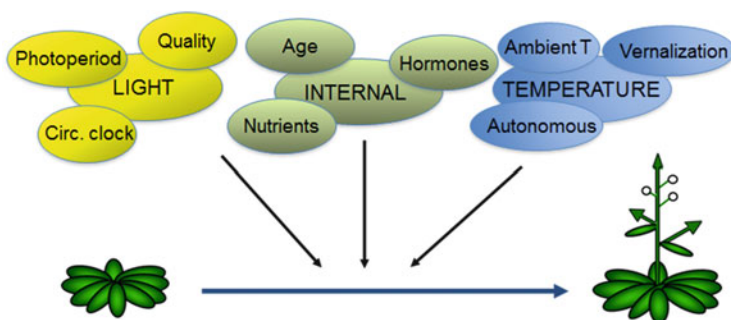 Photoperiod
Quality
LIGHT
Circ. clock
Age
Hormones
INTERNAL
Nutrients
Ambient T
Vernalization
TEMPERATURE
Autonomous